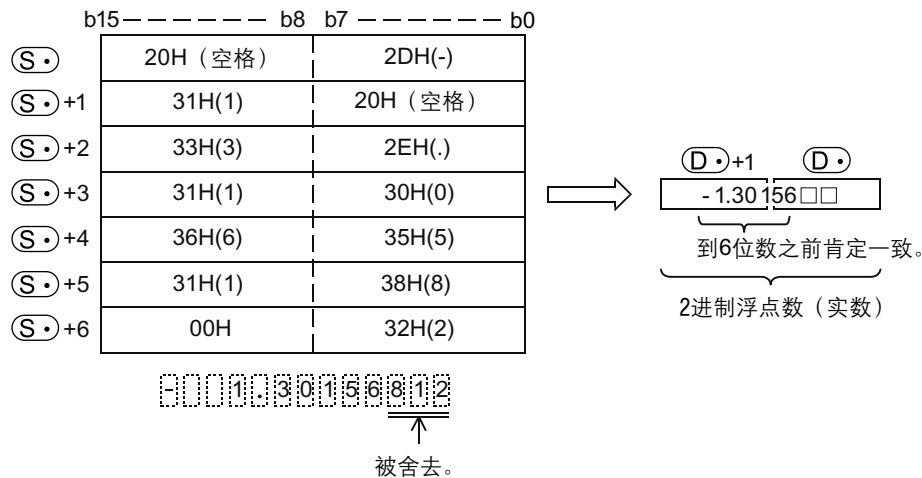 b15 — — — — — b8 b7 — — — — — b0
S· 20H（空格） 2DH(-)
S·+1 31H(1) 20H（空格）
S·+2 33H(3) 2EH(.)
S·+3 31H(1) 30H(0)
S·+4 36H(6) 35H(5)
S·+5 31H(1) 38H(8)
S·+6 00H 32H(2)
- 1.30156812
被舍去。
D·+1 D·
-1.30156□□
到6位数之前肯定一致。
2进制浮点数（实数）